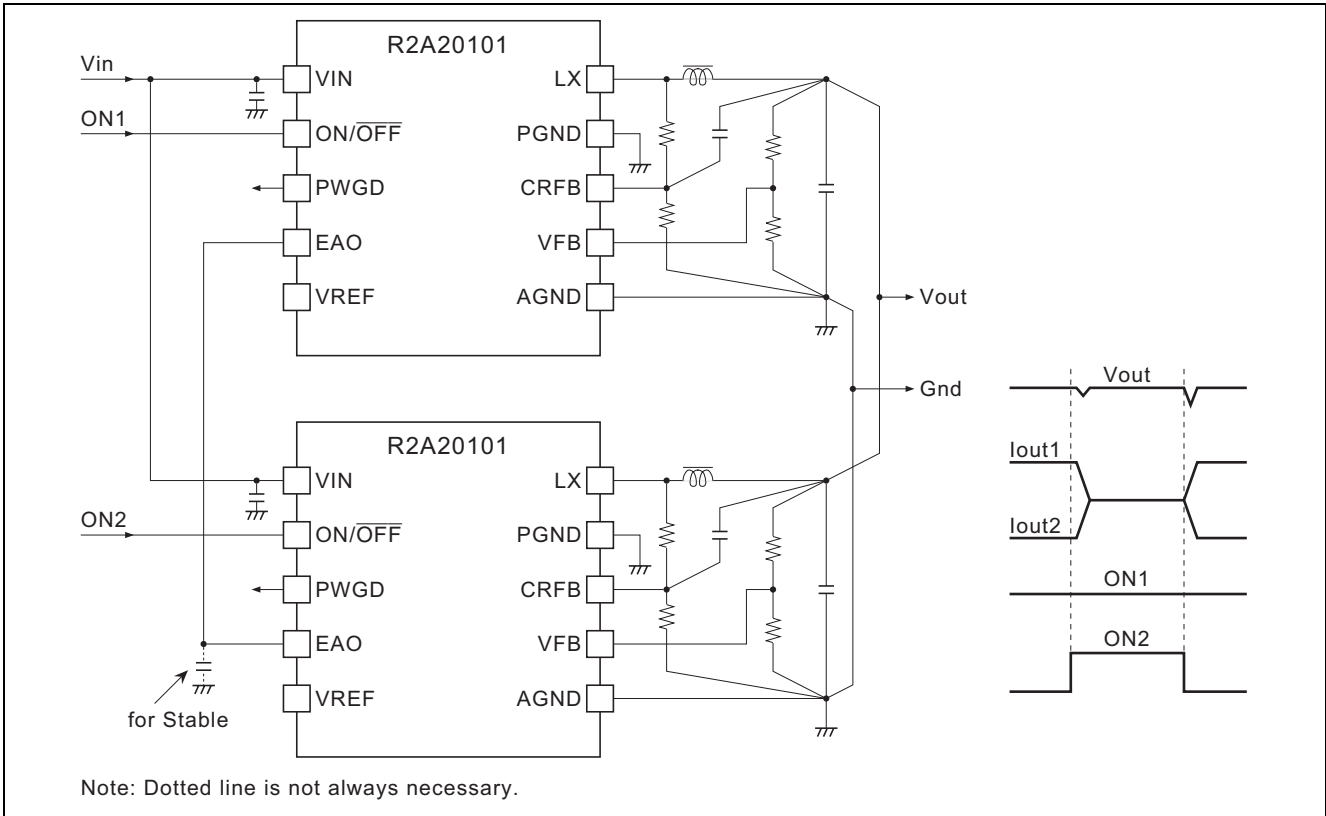 R2A20101
Vin
VIN
LX
ON1
ON/OFF
PGND
PWGD
CRFB
EAO
VFB
VREF
AGND
Vout
Gnd
R2A20101
VIN
LX
ON2
ON/OFF
PGND
PWGD
CRFB
EAO
VFB
VREF
AGND
for Stable
Vout
Iout1
Iout2
ON1
ON2
Note: Dotted line is not always necessary.